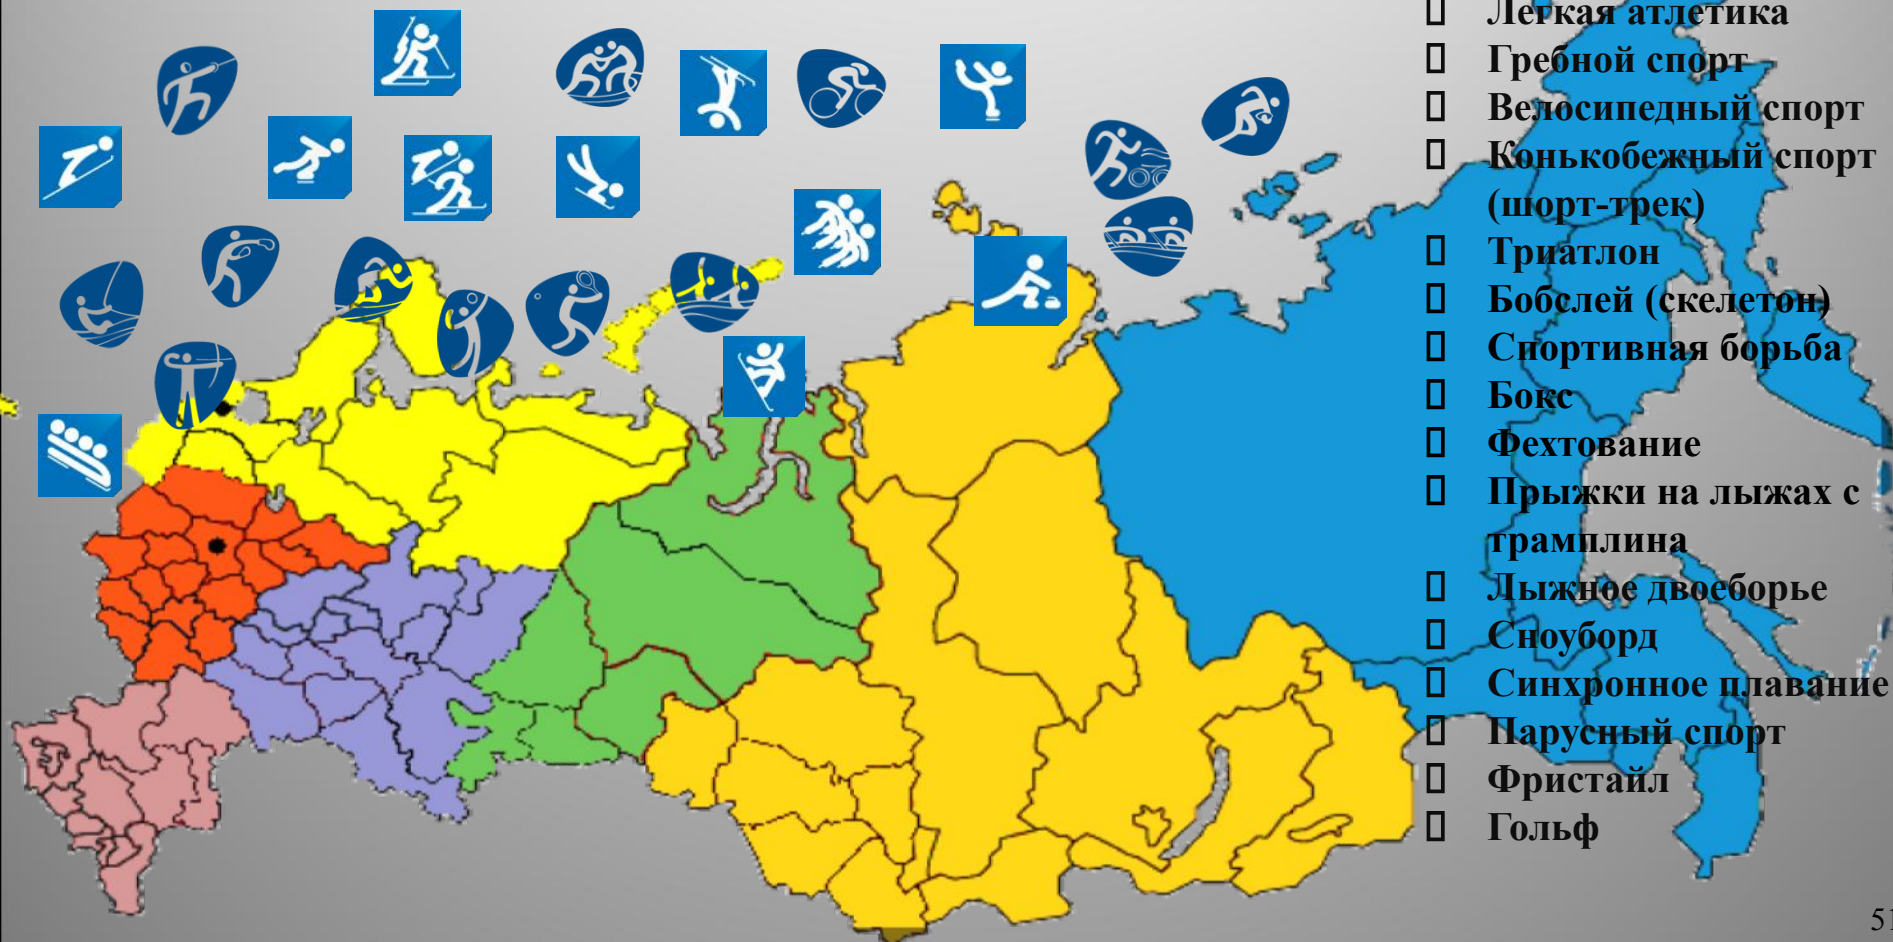 Легкая атлетика
Гребной спорт
Велосипедный спорт
Конькобежный спорт
(шорт-трек)
Триатлон
Бобслей (скелетон)
Спортивная борьба
Бокс
Фехтование
Прыжки на лыжах с
трамплина
Лыжное двоеборье
Сноуборд
Синхронное плавание
Парусный спорт
Фристайл
Гольф
51